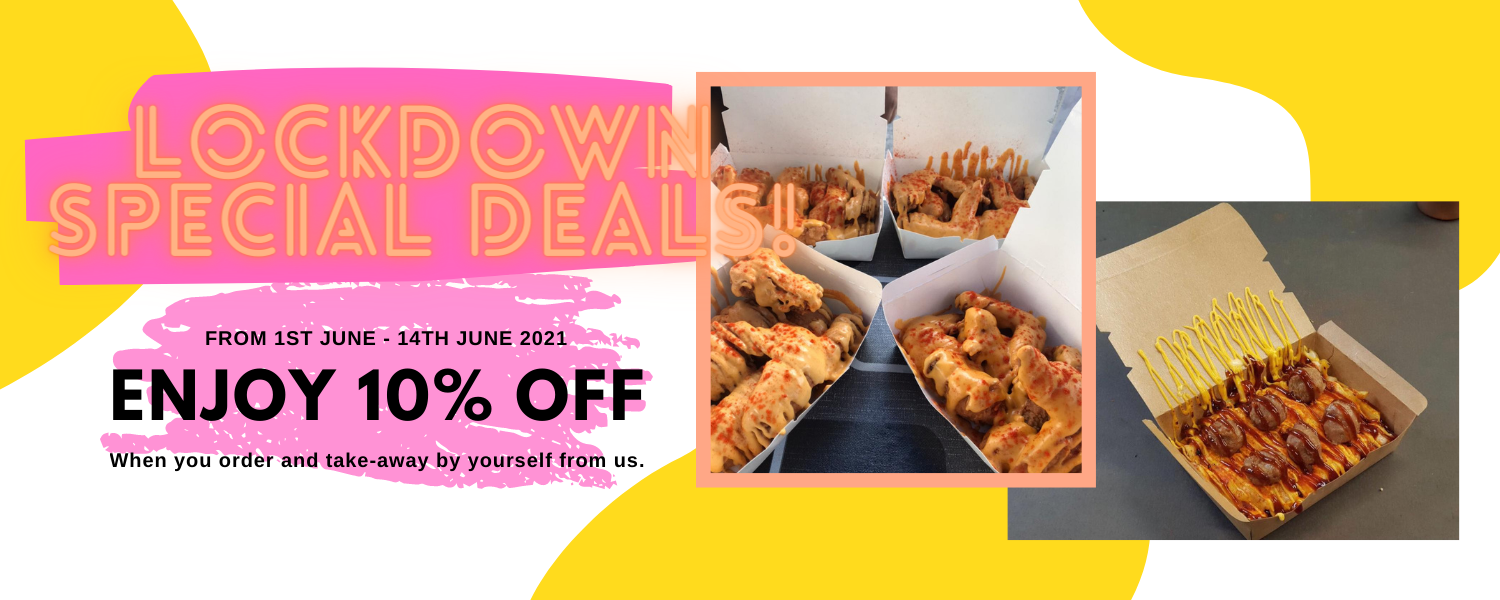 LOCKDOWN
SPECIAL DEALS!
FROM 1ST JUNE - 14TH JUNE 2021
ENJOY 10% OFF
When you order and take-away by yourself from us.